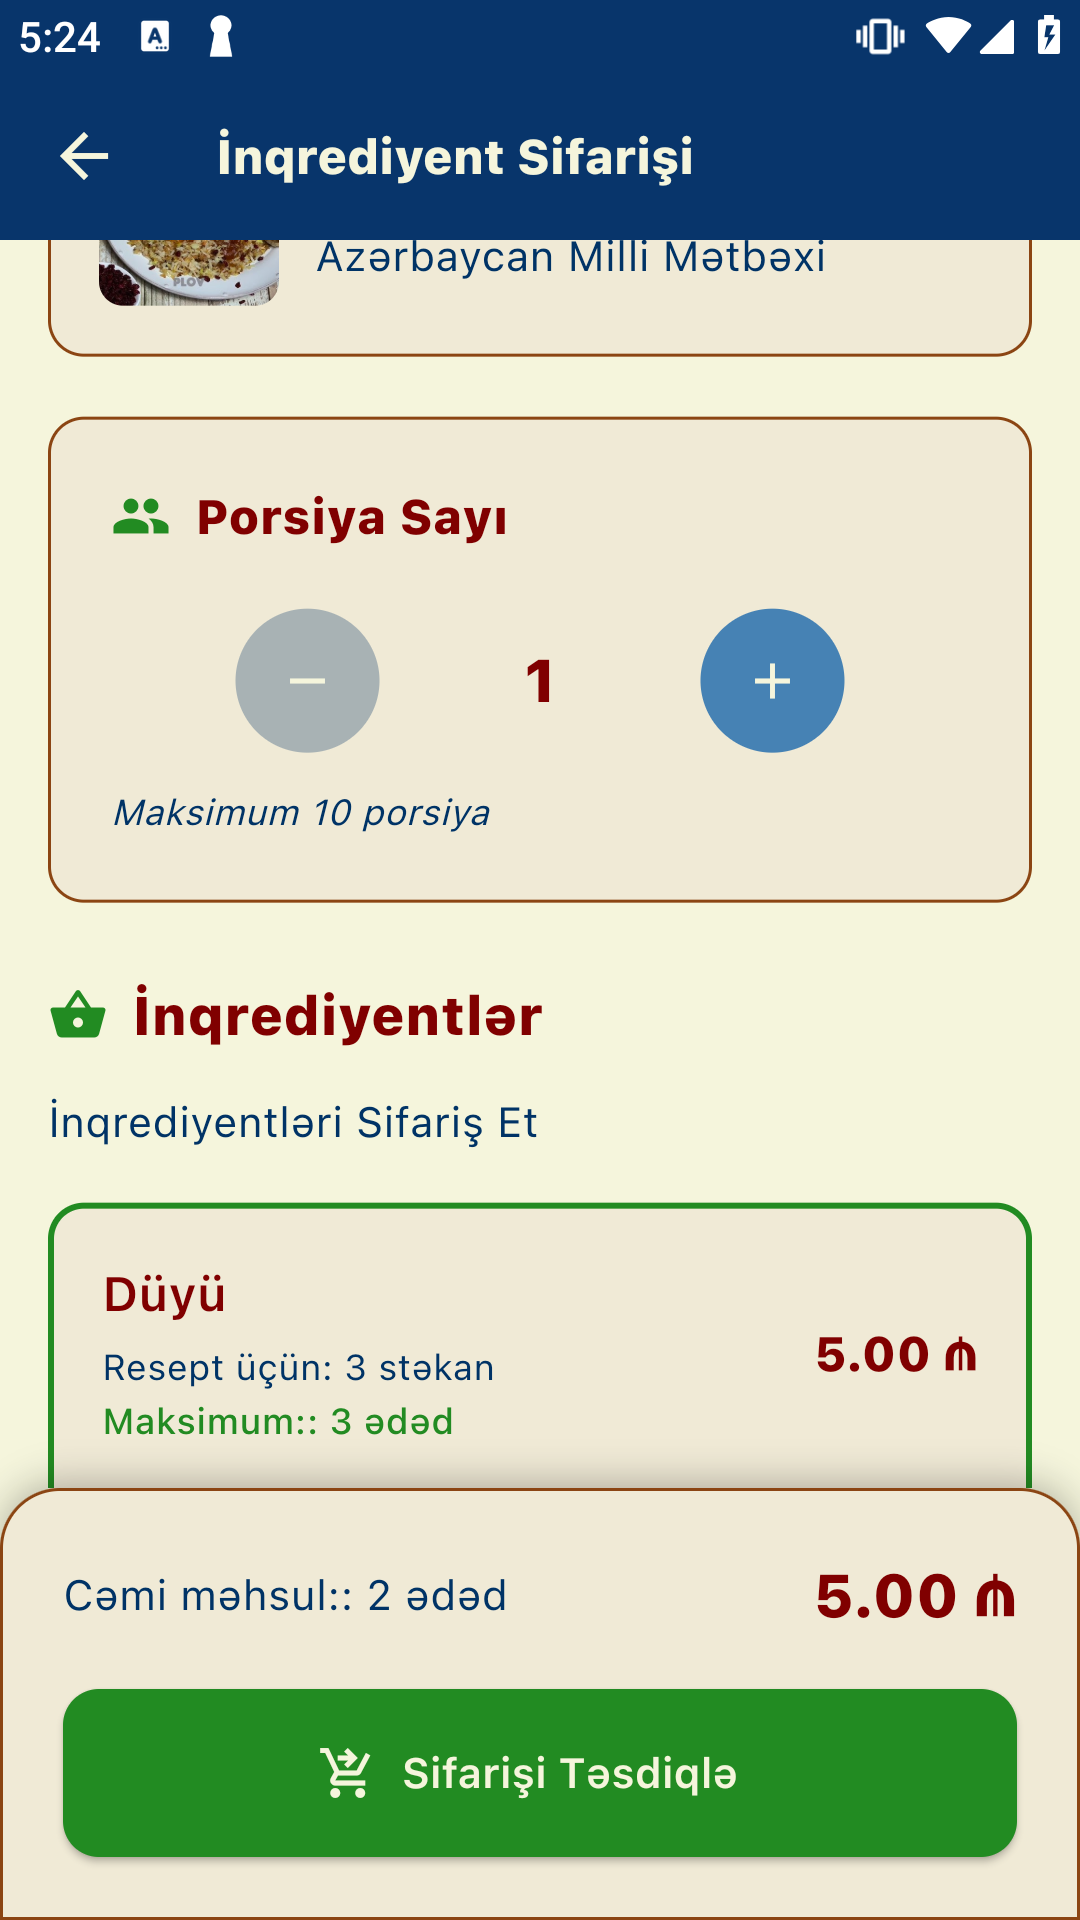 5:24
İnqrediyent Sifarişi
PLOV
Azərbaycan Milli Mətbəxi
Porsiya Sayı
1
Maksimum 10 porsiya
İnqrediyentlər
İnqrediyentləri Sifariş Et
Düyü
Resept üçün: 3 stəkan
5.00 ₼
Maksimum:: 3 ədəd
Cəmi məhsul:: 2 ədəd
5.00 ₼
Sifarişi Təsdiqlə